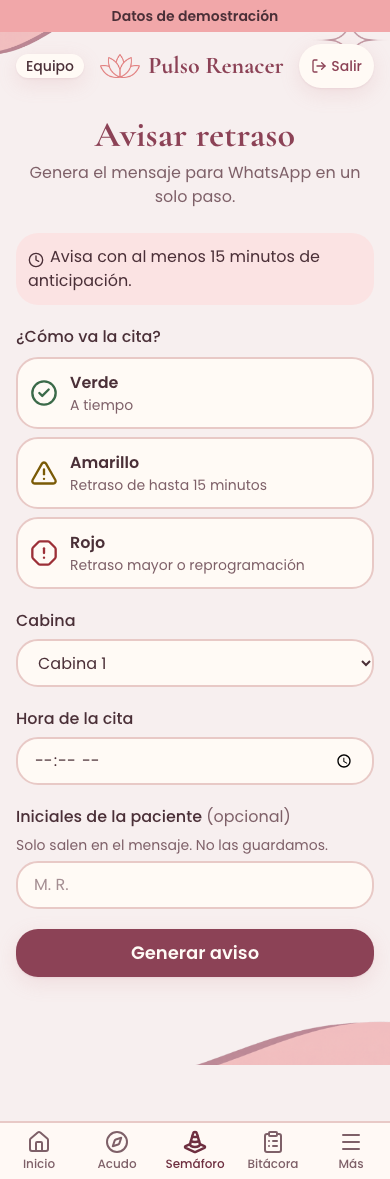 Datos de demostración
Equipo
Pulso Renacer
Salir
Avisar retraso
Genera el mensaje para WhatsApp en un
solo paso.
Avisa con al menos 15 minutos de
anticipación.
¿Cómo va la cita?
Verde
A tiempo
Amarillo
Retraso de hasta 15 minutos
Rojo
Retraso mayor o reprogramación
Cabina
Cabina 1
Hora de la cita
--:-- --
Iniciales de la paciente (opcional)
Solo salen en el mensaje. No las guardamos.
M. R.
Generar aviso
Inicio
Acudo
Semáforo
Bitácora
Más